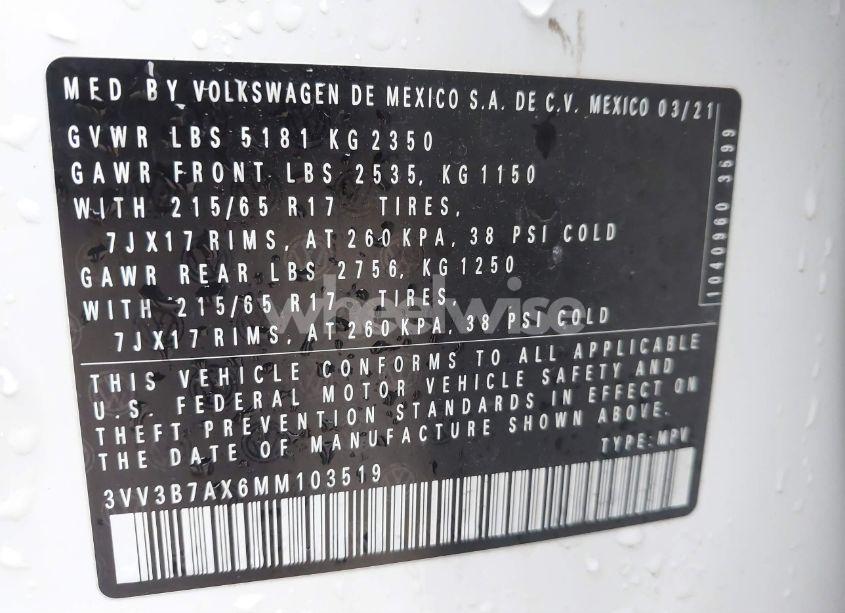 MED BY VOLKSWAGEN DE MEXICO S.A. DE C.V. MEXICO 03/21
GVWR LBS 5181 KG 2350
GAWR FRONT LBS 2535, KG 1150
WITH 215/65 R17 TIRES,
7JX17 RIMS, AT 260 KPA, 38 PSI COLD
GAWR REAR LBS 2756, KG 1250
WITH 215/65 R17 TIRES,
7JX17 RIMS, AT 260 KPA, 38 PSI COLD
THIS VEHICLE CONFORMS TO ALL APPLICABLE
U.S. FEDERAL MOTOR VEHICLE SAFETY AND
THEFT PREVENTION STANDARDS IN EFFECT ON
THE DATE OF MANUFACTURE SHOWN ABOVE.
TYPE: MPV
3VV3B7AX6MM103519
1040960 3699
wheelwise